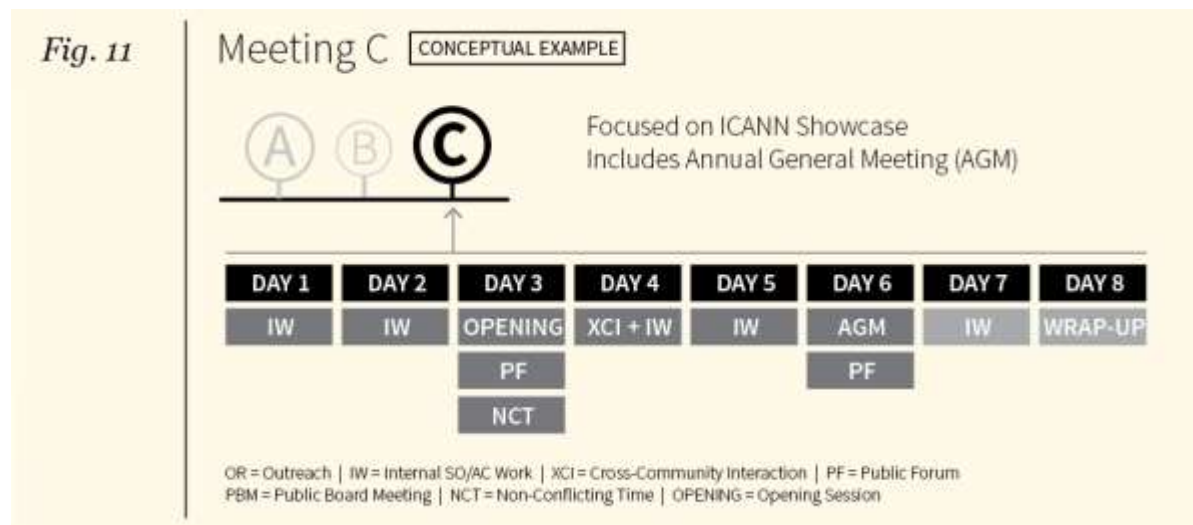 Fig. 11
Meeting C CONCEPTUAL EXAMPLE
A B C
Focused on ICANN Showcase
Includes Annual General Meeting (AGM)
DAY 1 DAY 2 DAY 3 DAY 4 DAY 5 DAY 6 DAY 7 DAY 8
IW IW OPENING XCI + IW IW AGM IW WRAP-UP
PF PF
NCT
OR = Outreach | IW = Internal SO/AC Work | XCI = Cross-Community Interaction | PF = Public Forum
PBM = Public Board Meeting | NCT = Non-Conflicting Time | OPENING = Opening Session